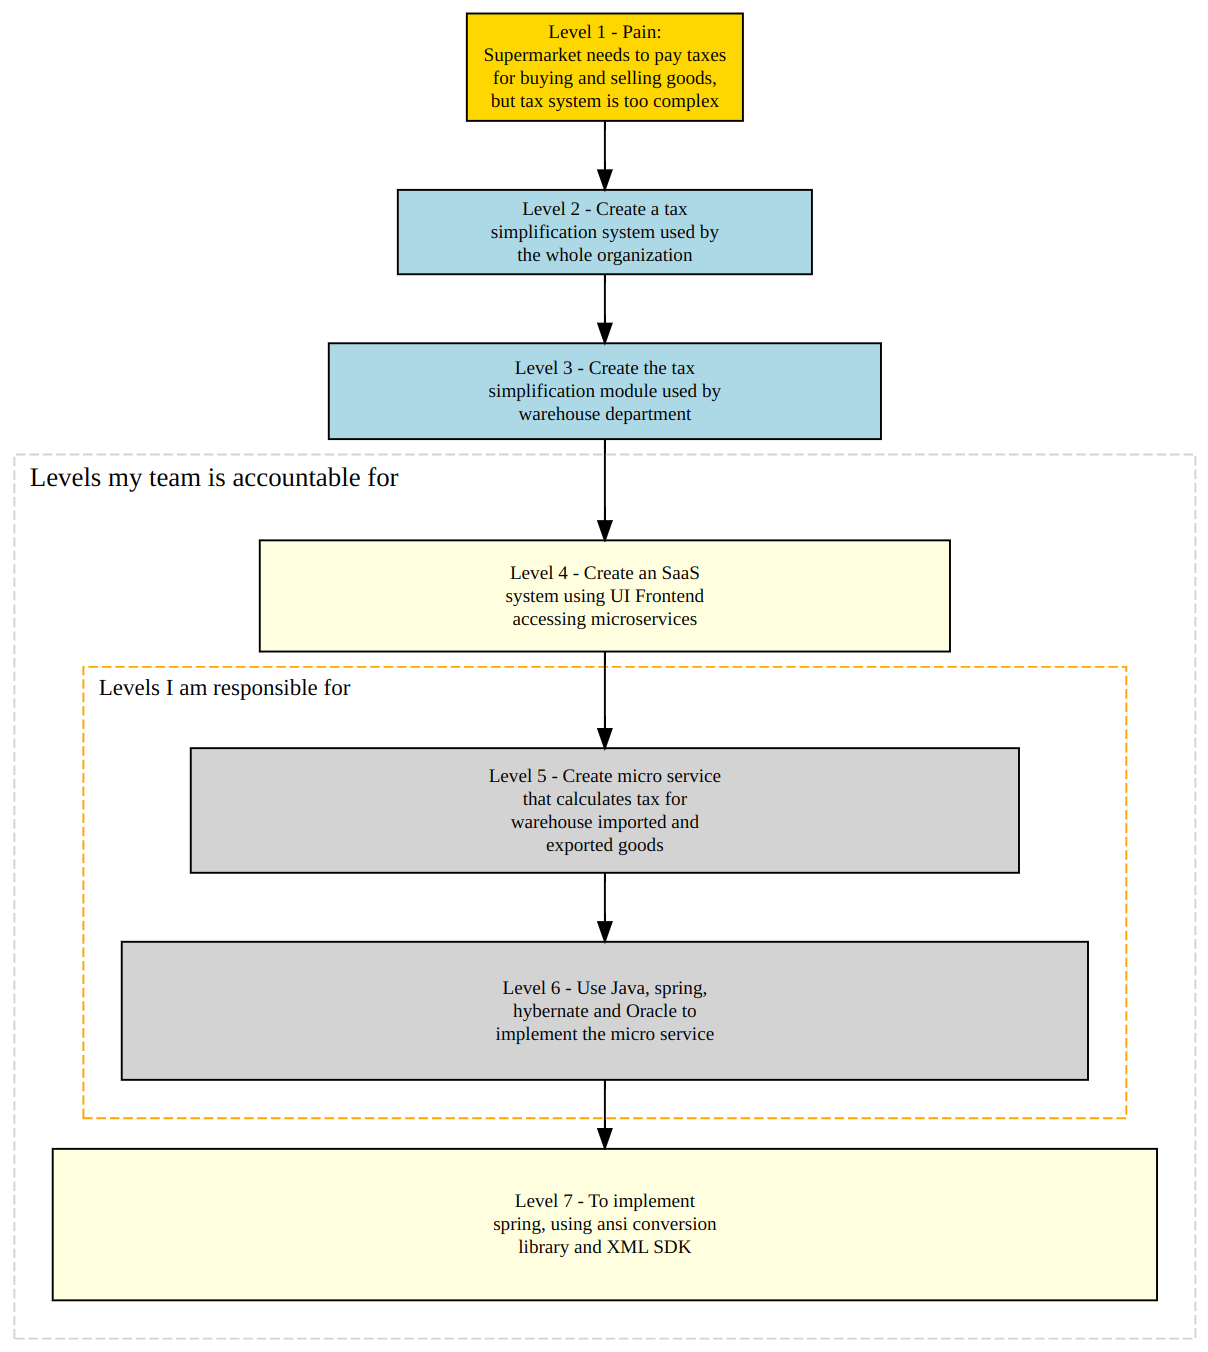 Level 1 - Pain:
Supermarket needs to pay taxes
for buying and selling goods,
but tax system is too complex
Level 2 - Create a tax
simplification system used by
the whole organization
Level 3 - Create the tax
simplification module used by
warehouse department
Levels my team is accountable for
Level 4 - Create an SaaS
system using UI Frontend
accessing microservices
Levels I am responsible for
Level 5 - Create micro service
that calculates tax for
warehouse imported and
exported goods
Level 6 - Use Java, spring,
hybernate and Oracle to
implement the micro service
Level 7 - To implement
spring, using ansi conversion
library and XML SDK